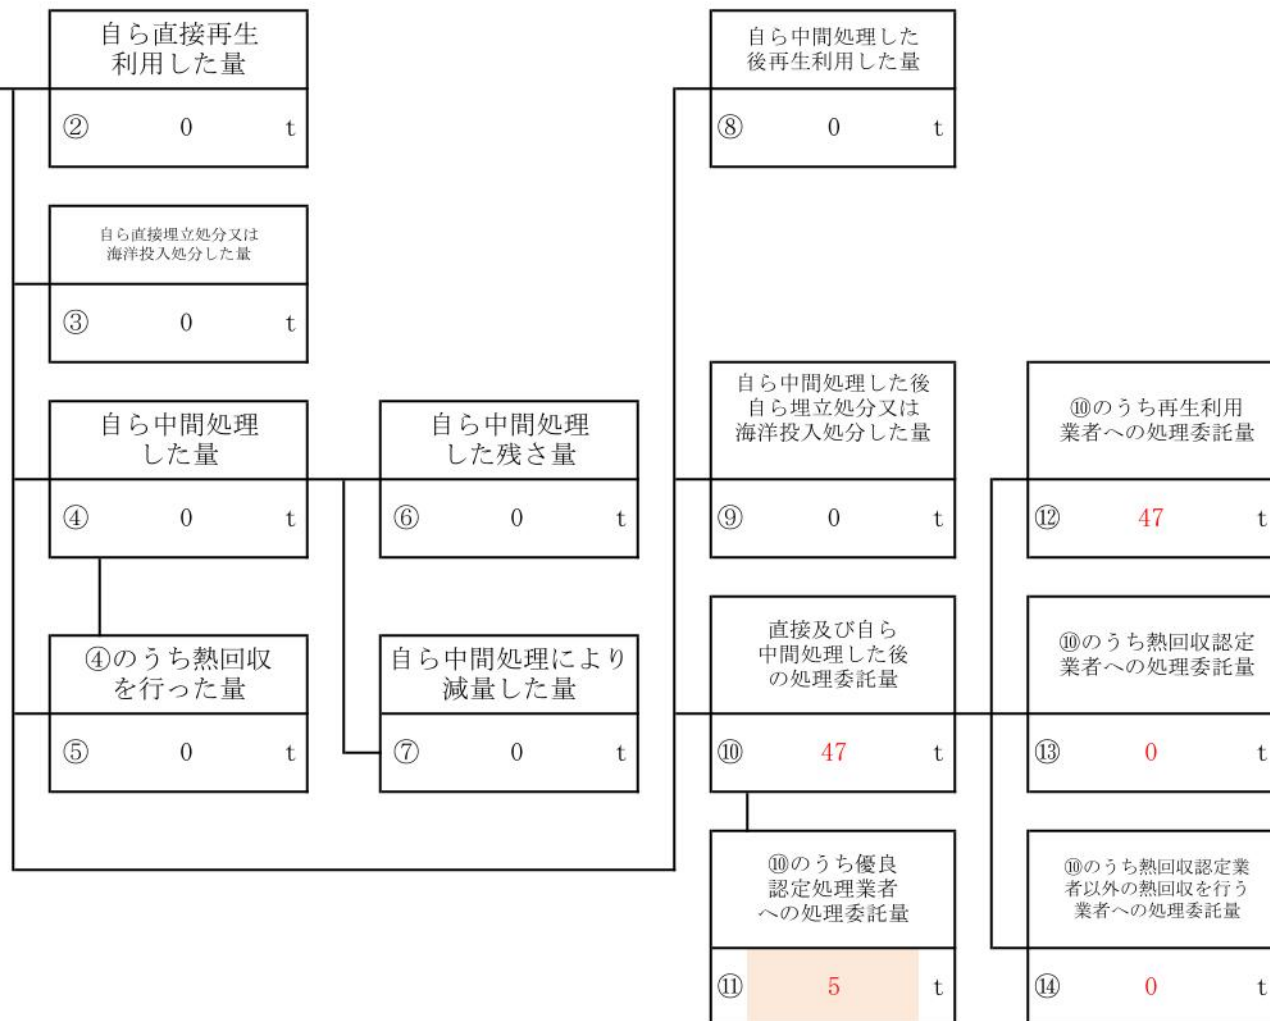 自ら直接再生
利用した量
② 0 t
自ら直接埋立処分又は
海洋投入処分した量
③ 0 t
自ら中間処理
した量
④ 0 t
④のうち熱回収
を行った量
⑤ 0 t
自ら中間処理
した残さ量
⑥ 0 t
自ら中間処理により
減量した量
⑦ 0 t
自ら中間処理した
後再生利用した量
⑧ 0 t
自ら中間処理した後
自ら埋立処分又は
海洋投入処分した量
⑨ 0 t
直接及び自ら
中間処理した後
の処理委託量
⑩ 47 t
⑩のうち優良
認定処理業者
への処理委託量
⑪ 5 t
⑩のうち再生利用
業者への処理委託量
⑫ 47 t
⑩のうち熱回収認定
業者への処理委託量
⑬ 0 t
⑩のうち熱回収認定業
者以外の熱回収を行う
業者への処理委託量
⑭ 0 t